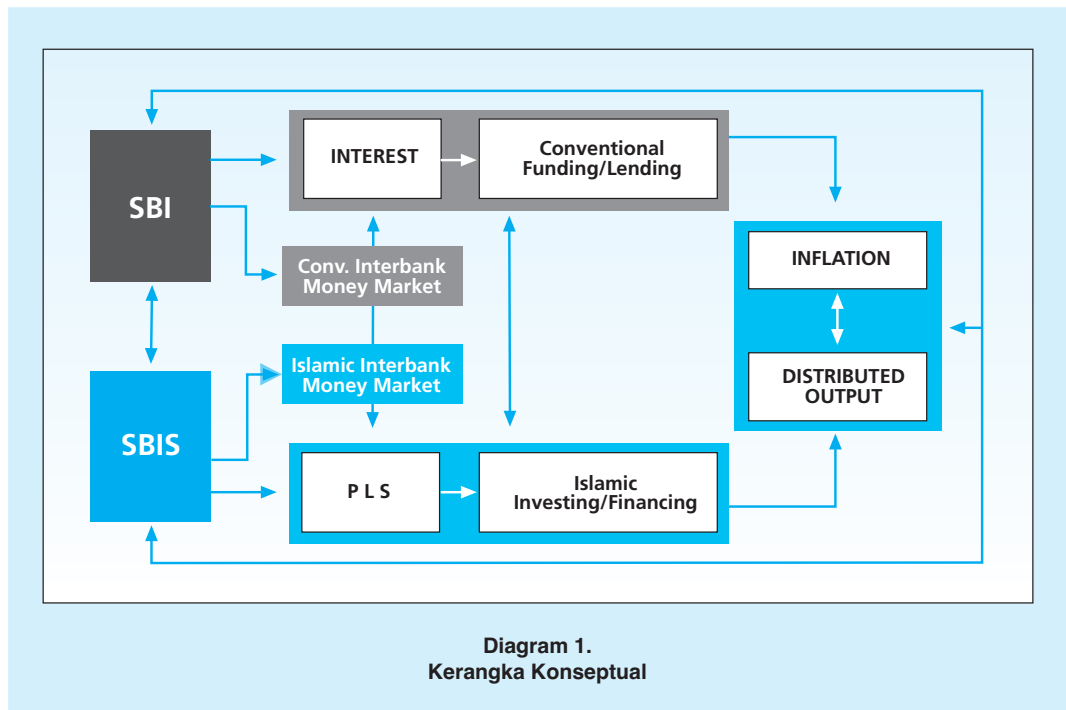 SBI
INTEREST
Conventional
Funding/Lending
Conv. Interbank
Money Market
INFLATION
Islamic Interbank
Money Market
DISTRIBUTED
OUTPUT
SBIS
P L S
Islamic
Investing/Financing
Diagram 1.
Kerangka Konseptual